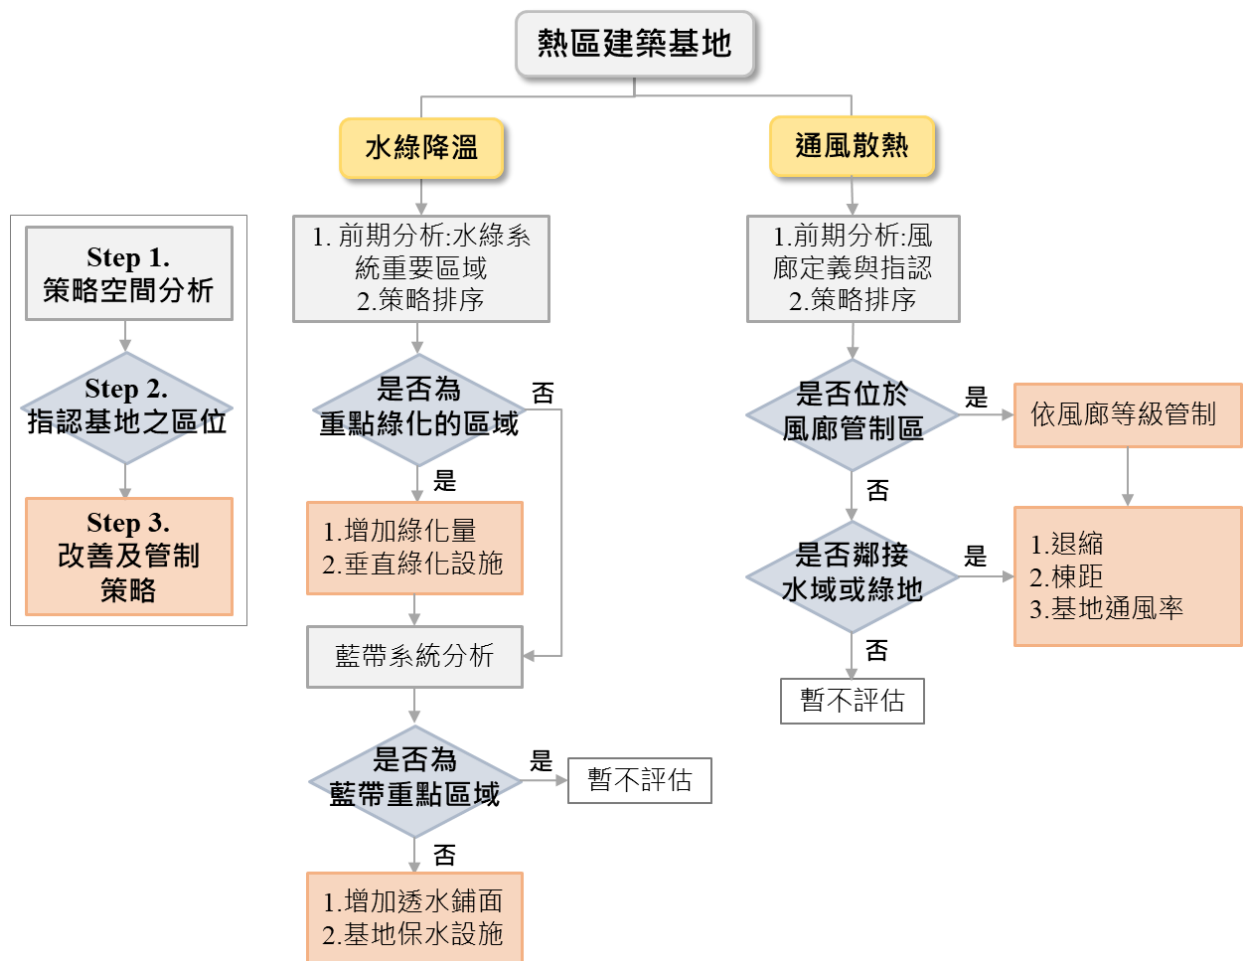 熱區建築基地
水綠降溫
通風散熱
Step 1.
策略空間分析
Step 2.
指認基地之區位
Step 3.
改善及管制
策略
1. 前期分析:水綠系
統重要區域
2.策略排序
是否為
重點綠化的區域
否
是
1.增加綠化量
2.垂直綠化設施
藍帶系統分析
是否為
藍帶重點區域
是
暫不評估
否
1.增加透水鋪面
2.基地保水設施
1.前期分析:風
廊定義與指認
2.策略排序
是否位於
風廊管制區
是
依風廊等級管制
否
是否鄰接
水域或綠地
是
1.退縮
2.棟距
3.基地通風率
否
暫不評估